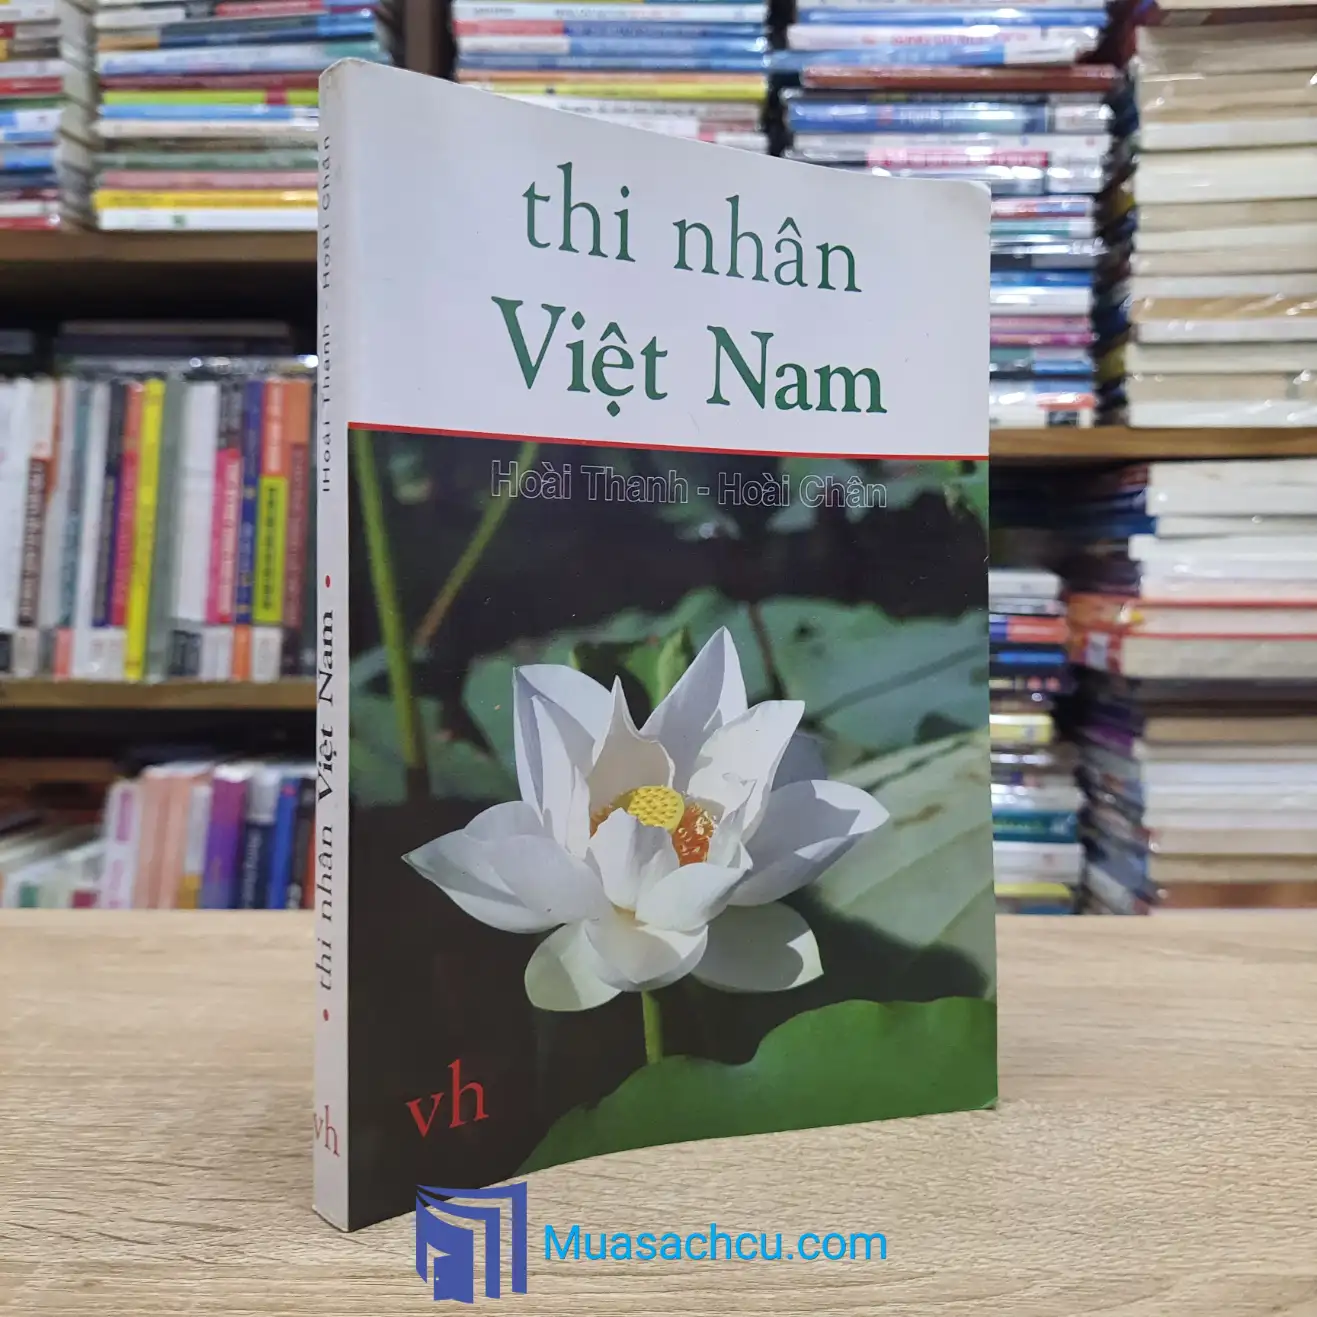 thi nhân
Việt Nam
Hoài Thanh - Hoài Chân
vh
Hoài Thanh - Hoài Chân
• thi nhân Việt Nam •
vh
Muasachcu.com